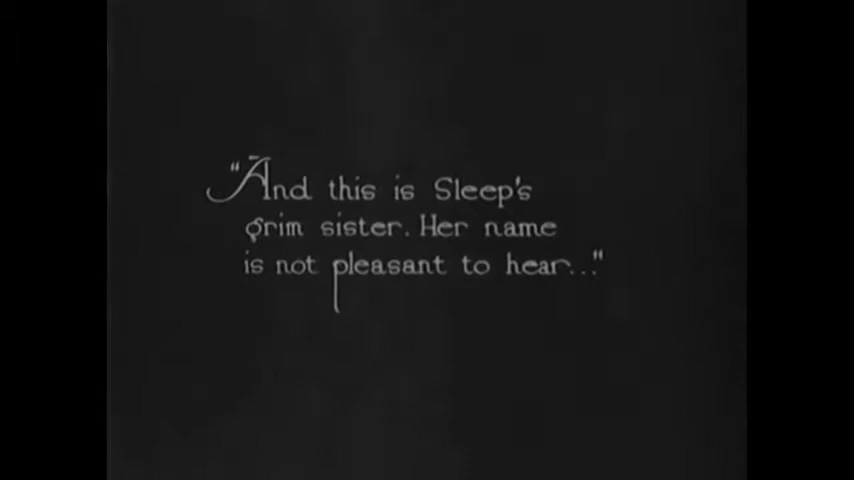 "And this is Sleep's
grim sister. Her name
is not pleasant to hear..."